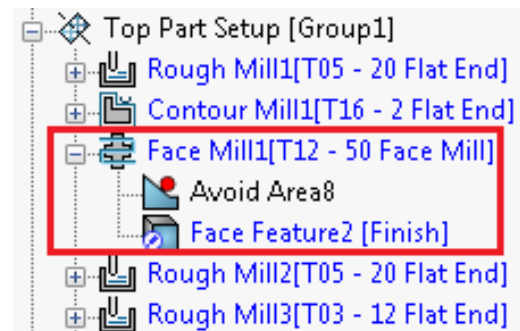 Top Part Setup [Group1]
Rough Mill1[T05 - 20 Flat End]
Contour Mill1[T16 - 2 Flat End]
Face Mill1[T12 - 50 Face Mill]
Avoid Area8
Face Feature2 [Finish]
Rough Mill2[T05 - 20 Flat End]
Rough Mill3[T03 - 12 Flat End]